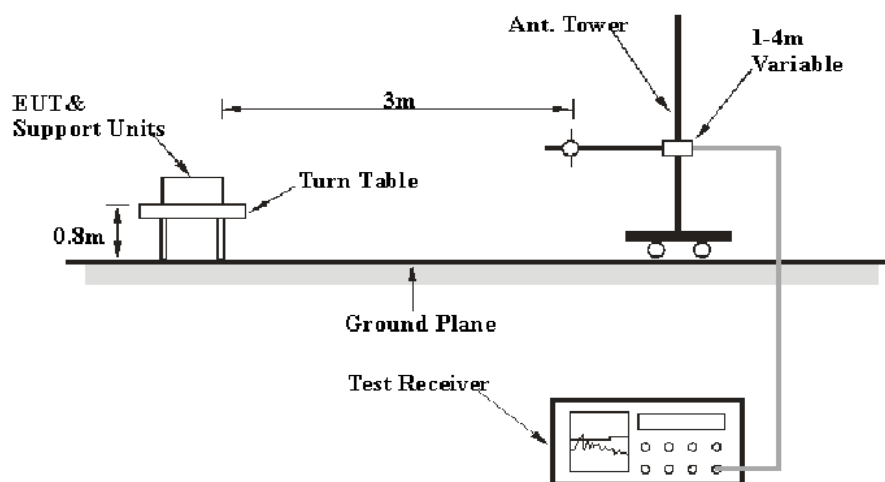 Ant. Tower
1-4m
Variable
3m
EUT&
Support Units
Turn Table
0.8m
Ground Plane
Test Receiver